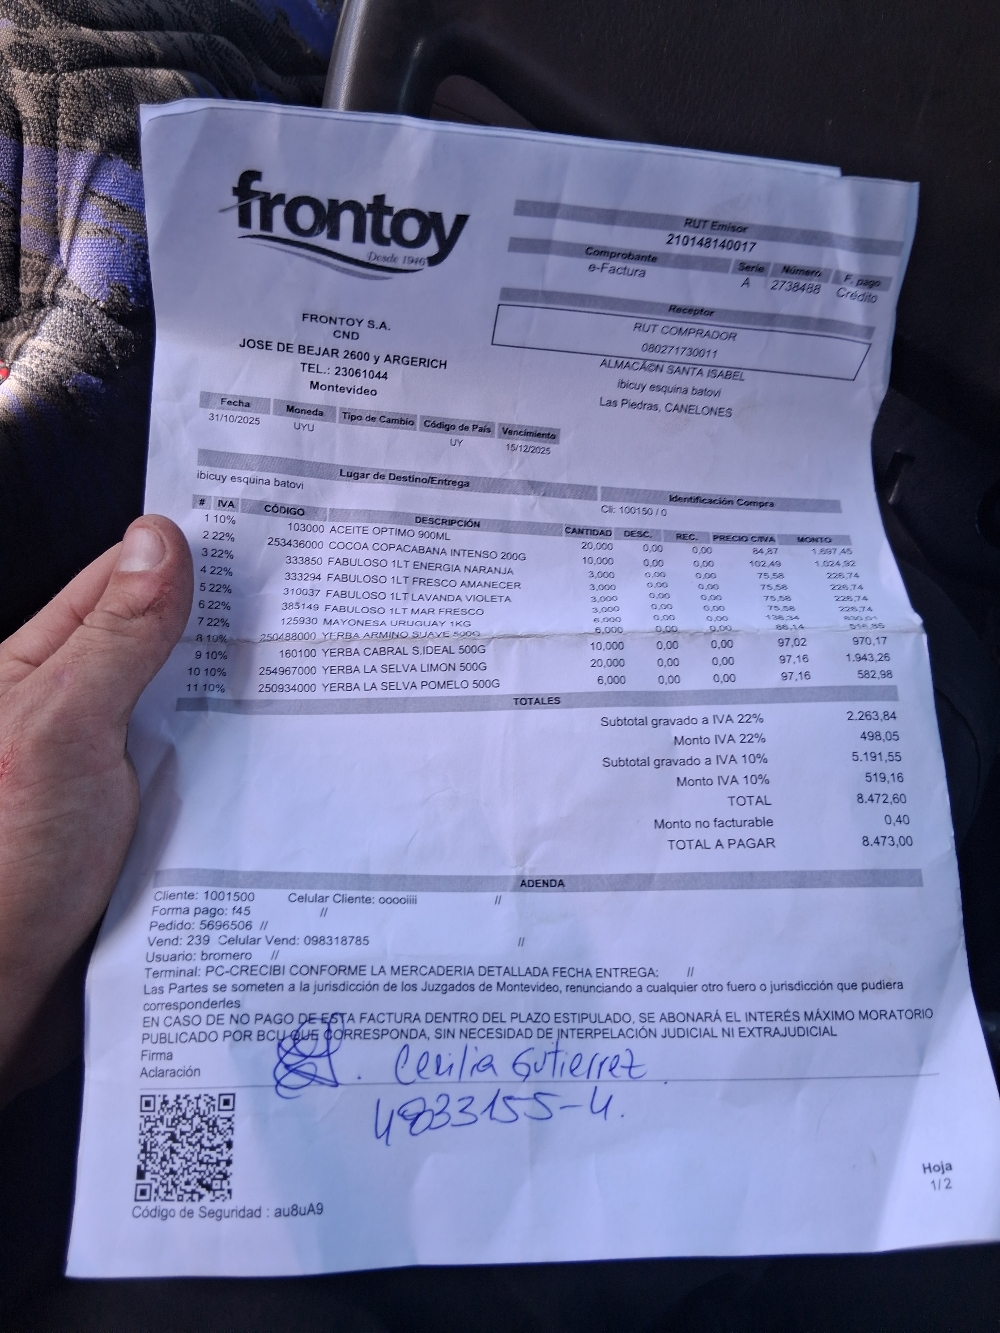 frontoy
Desde 1946
RUT Emisor
210148140017
Comprobante Serie Número F. pago
e-Factura A 2738488 Crédito
Receptor
RUT COMPRADOR
080271730011
ALMACÃ©N SANTA ISABEL
ibicuy esquina batovi
Las Piedras, CANELONES
FRONTOY S.A.
CND
JOSE DE BEJAR 2600 y ARGERICH
TEL.: 23061044
Montevideo
Fecha Moneda Tipo de Cambio Código de País Vencimiento
31/10/2025 UYU UY 15/12/2025
Lugar de Destino/Entrega Identificación Compra
ibicuy esquina batovi Cli: 100150 / 0
# IVA CÓDIGO DESCRIPCIÓN CANTIDAD DESC. REC. PRECIO C/IVA MONTO
1 10% 103000 ACEITE OPTIMO 900ML 20,000 0,00 0,00 84,87 1.697,45
2 22% 253436000 COCOA COPACABANA INTENSO 200G 10,000 0,00 0,00 102,49 1.024,92
3 22% 333850 FABULOSO 1LT ENERGIA NARANJA 3,000 0,00 0,00 75,58 226,74
4 22% 333294 FABULOSO 1LT FRESCO AMANECER 3,000 0,00 0,00 75,58 226,74
5 22% 310037 FABULOSO 1LT LAVANDA VIOLETA 3,000 0,00 0,00 75,58 226,74
6 22% 385149 FABULOSO 1LT MAR FRESCO 3,000 0,00 0,00 75,58 226,74
7 22% 125930 MAYONESA URUGUAY 1KG 6,000 0,00 0,00
8 10% 250488000 YERBA ARMINO SUAVE 500G 6,000 0,00 0,00 86,14
9 10% 160100 YERBA CABRAL S.IDEAL 500G 10,000 0,00 0,00 97,02 970,17
10 10% 254967000 YERBA LA SELVA LIMON 500G 20,000 0,00 0,00 97,16 1.943,26
11 10% 250934000 YERBA LA SELVA POMELO 500G 6,000 0,00 0,00 97,16 582,98
TOTALES
Subtotal gravado a IVA 22% 2.263,84
Monto IVA 22% 498,05
Subtotal gravado a IVA 10% 5.191,55
Monto IVA 10% 519,16
TOTAL 8.472,60
Monto no facturable 0,40
TOTAL A PAGAR 8.473,00
ADENDA
Cliente: 1001500 Celular Cliente: ooooiiii //
Forma pago: f45 //
Pedido: 5696506 //
Vend: 239 Celular Vend: 098318785 //
Usuario: bromero //
Terminal: PC-CRECIBI CONFORME LA MERCADERIA DETALLADA FECHA ENTREGA: //
Las Partes se someten a la jurisdicción de los Juzgados de Montevideo, renunciando a cualquier otro fuero o jurisdicción que pudiera
corresponderles
EN CASO DE NO PAGO DE ESTA FACTURA DENTRO DEL PLAZO ESTIPULADO, SE ABONARÁ EL INTERÉS MÁXIMO MORATORIO
PUBLICADO POR BCU QUE CORRESPONDA, SIN NECESIDAD DE INTERPELACIÓN JUDICIAL NI EXTRAJUDICIAL
Firma
Aclaración Cecilia Gutierrez
4833155-4.
Hoja
1/2
Código de Seguridad : au8uA9